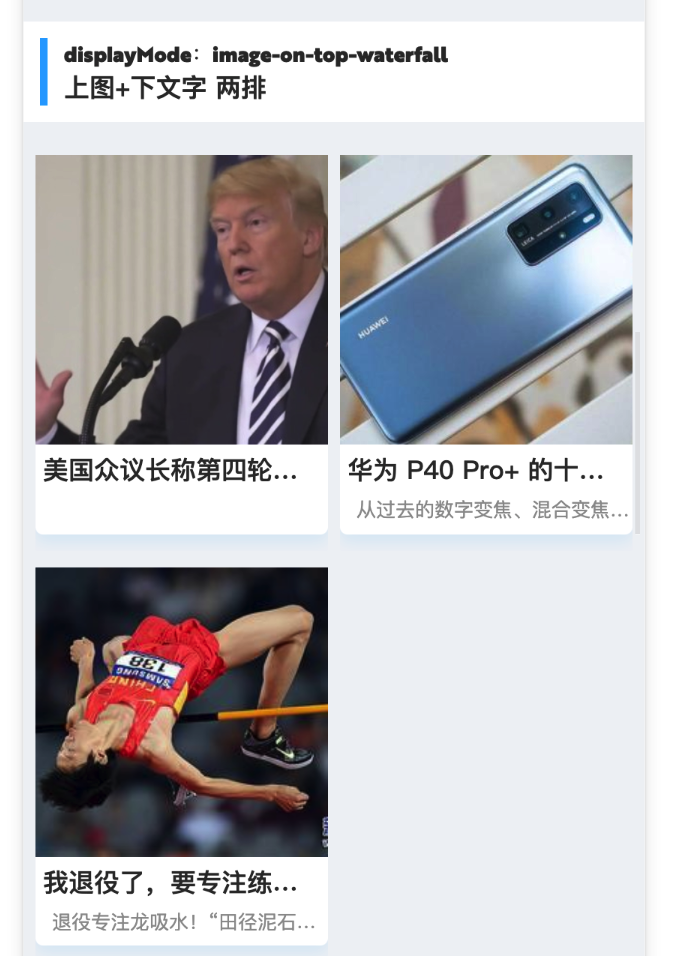 displayMode：image-on-top-waterfall
上图+下文字 两排
LEICA
HUAWEI
美国众议长称第四轮...
华为 P40 Pro+ 的十...
从过去的数字变焦、混合变焦...
138
SAMSUNG
CHINA
我退役了，要专注练...
退役专注龙吸水！“田径泥石...